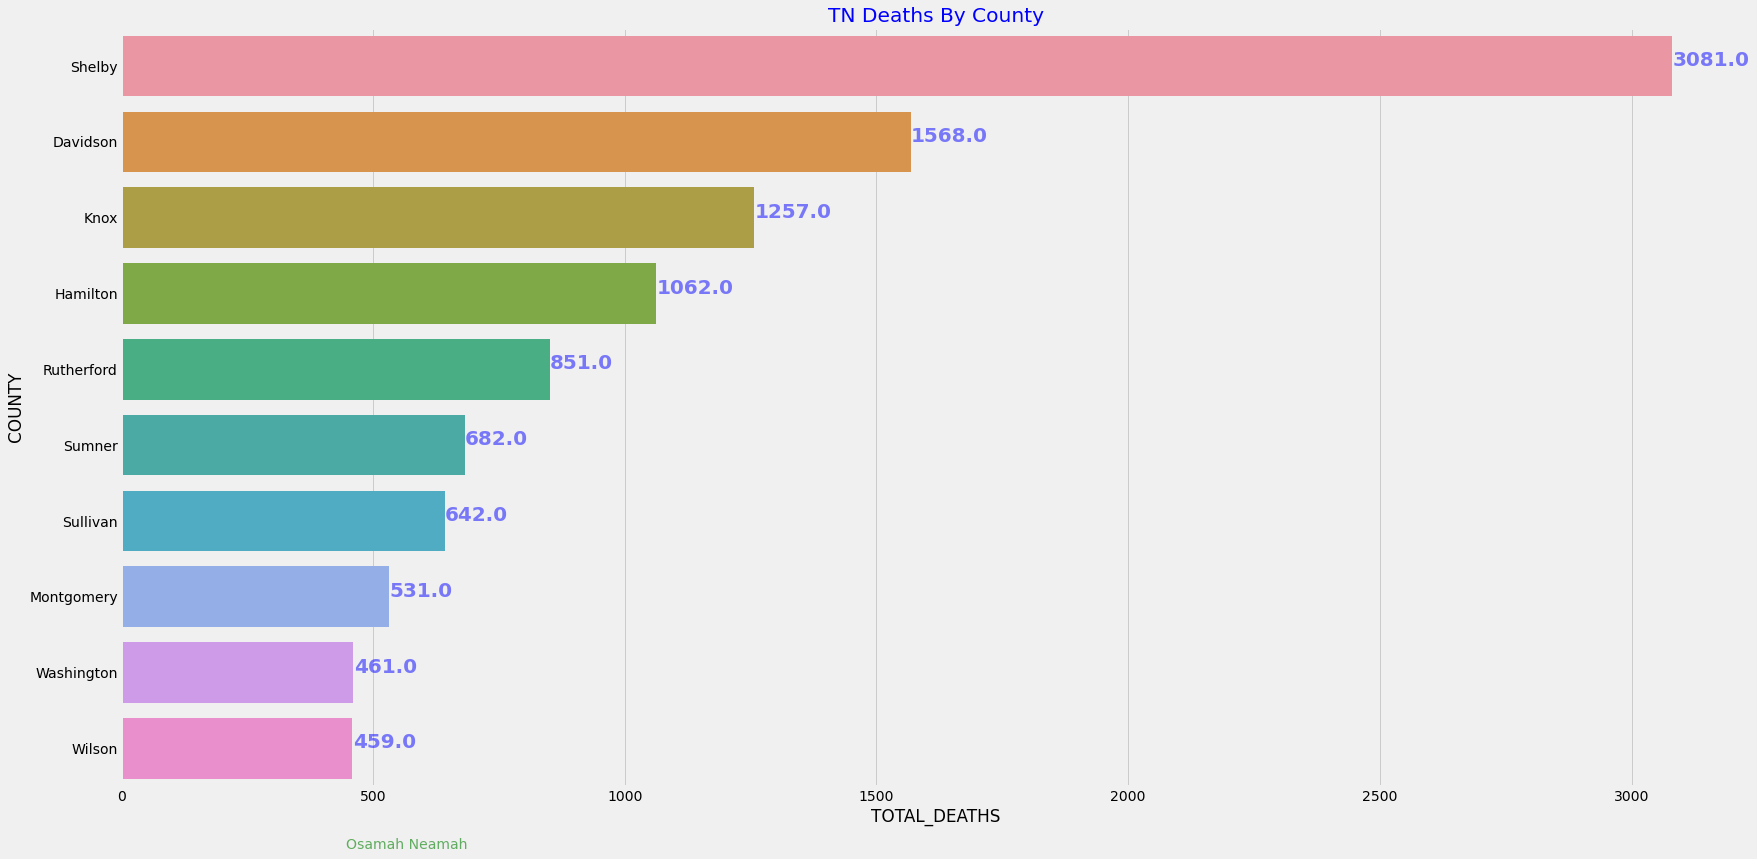 TN Deaths By County
Shelby 3081.0
Davidson 1568.0
Knox 1257.0
Hamilton 1062.0
Rutherford 851.0
Sumner 682.0
Sullivan 642.0
Montgomery 531.0
Washington 461.0
Wilson 459.0
COUNTY
0 500 1000 1500 2000 2500 3000
TOTAL_DEATHS
Osamah Neamah